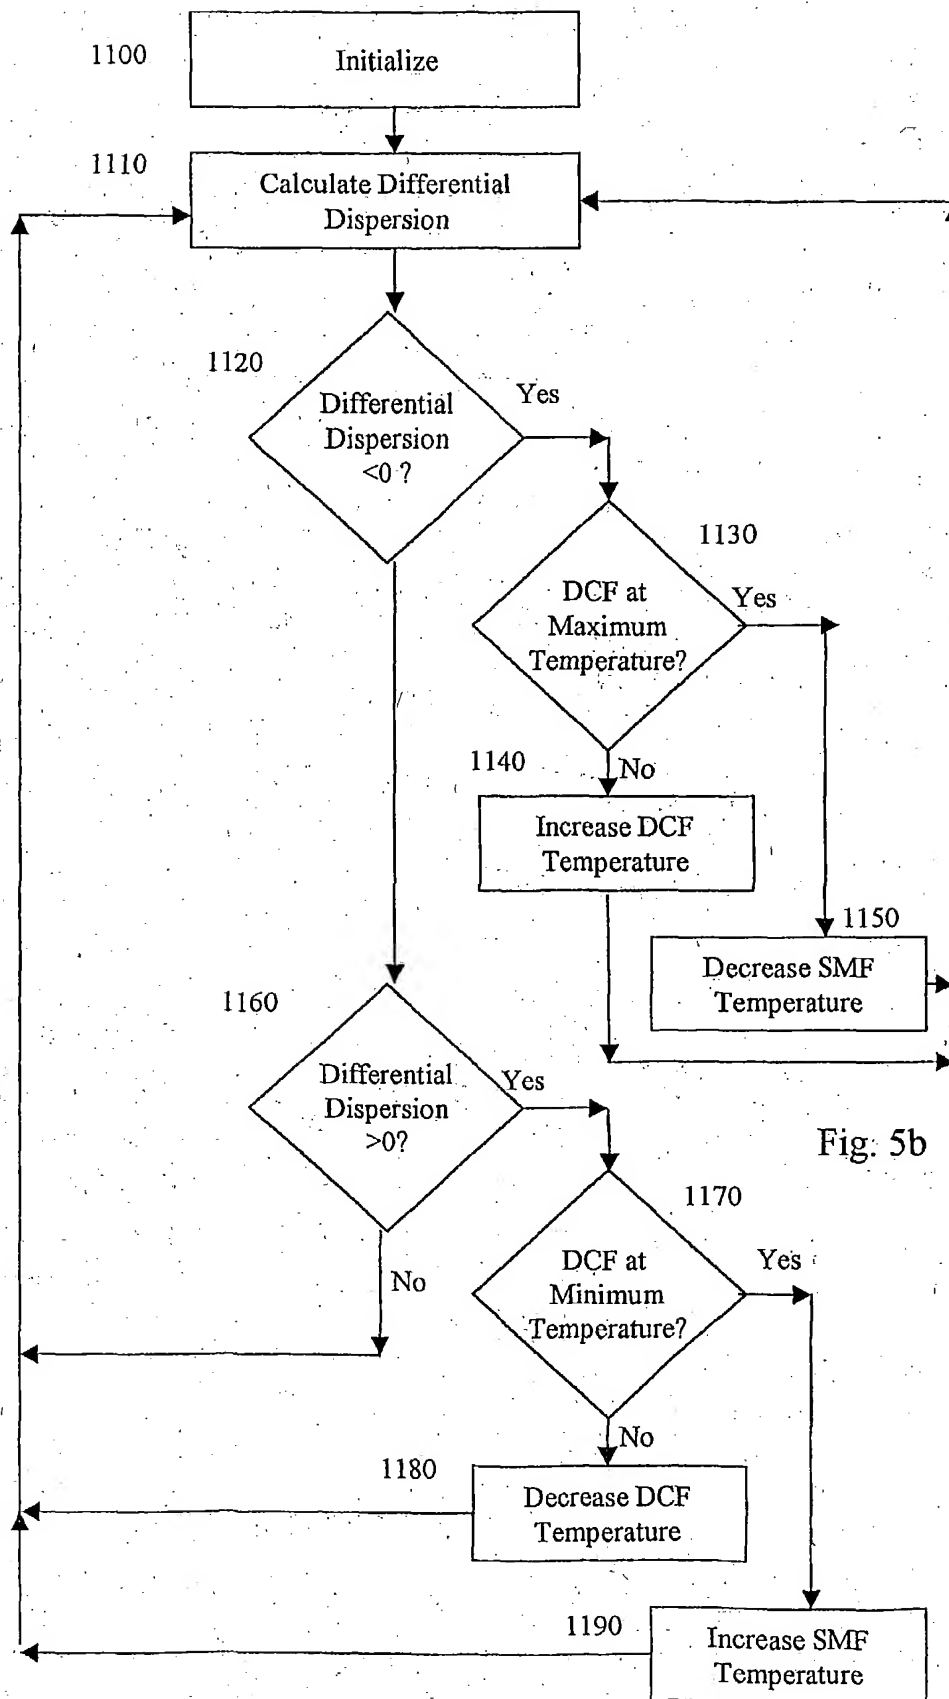 1100
Initialize
1110
Calculate Differential
Dispersion
1120
Differential
Dispersion
<0 ?
Yes
1130
DCF at
Maximum
Temperature?
Yes
1140
No
Increase DCF
Temperature
1150
Decrease SMF
Temperature
1160
Differential
Dispersion
>0?
Yes
Fig. 5b
1170
DCF at
Minimum
Temperature?
Yes
No
No
1180
Decrease DCF
Temperature
1190
Increase SMF
Temperature